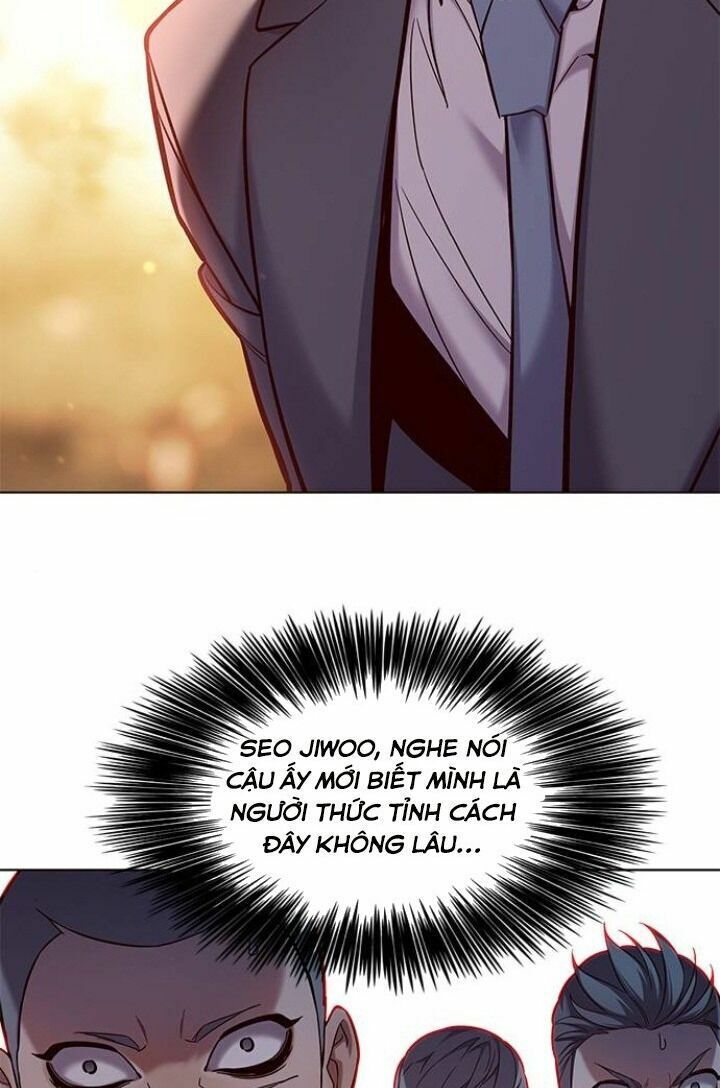 SEO JIWOO, NGHE NÓI
CẬU ẤY MỚI BIẾT MÌNH LÀ
NGƯỜI THỨC TỈNH CÁCH
ĐÂY KHÔNG LÂU...